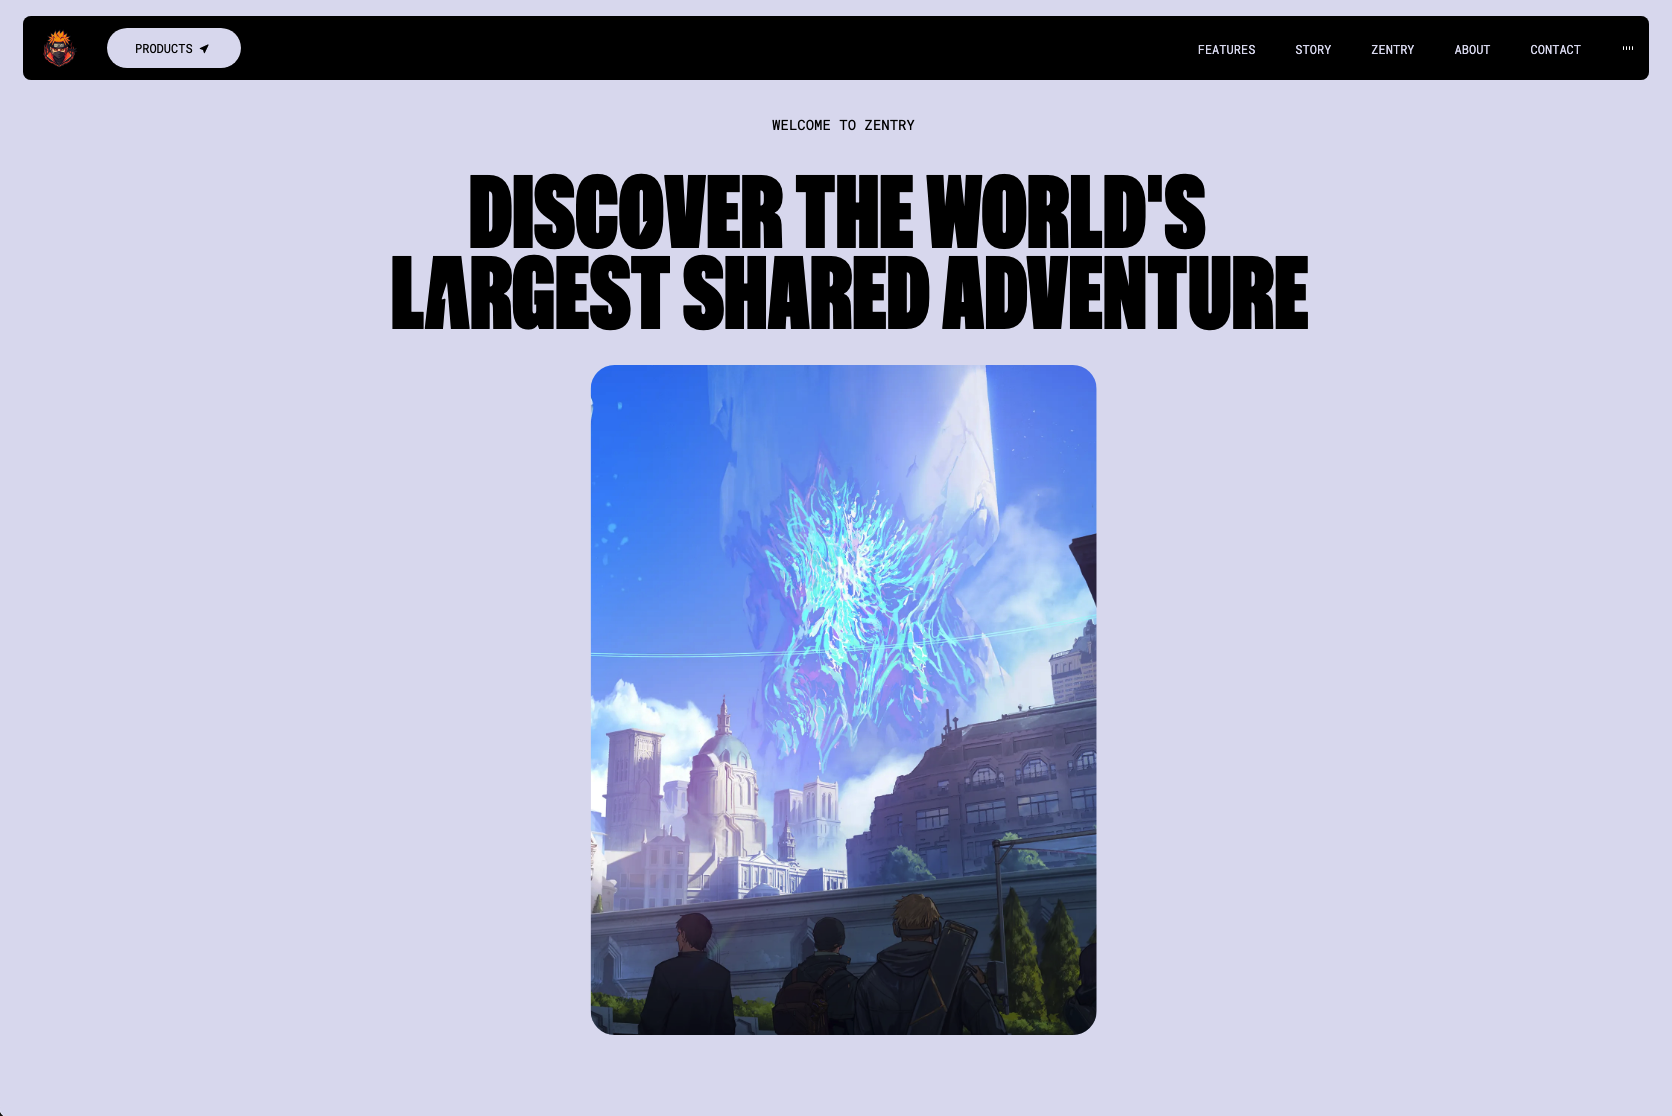 PRODUCTS
FEATURES STORY ZENTRY ABOUT CONTACT
WELCOME TO ZENTRY
DISCOVER THE WORLD'S
LARGEST SHARED ADVENTURE